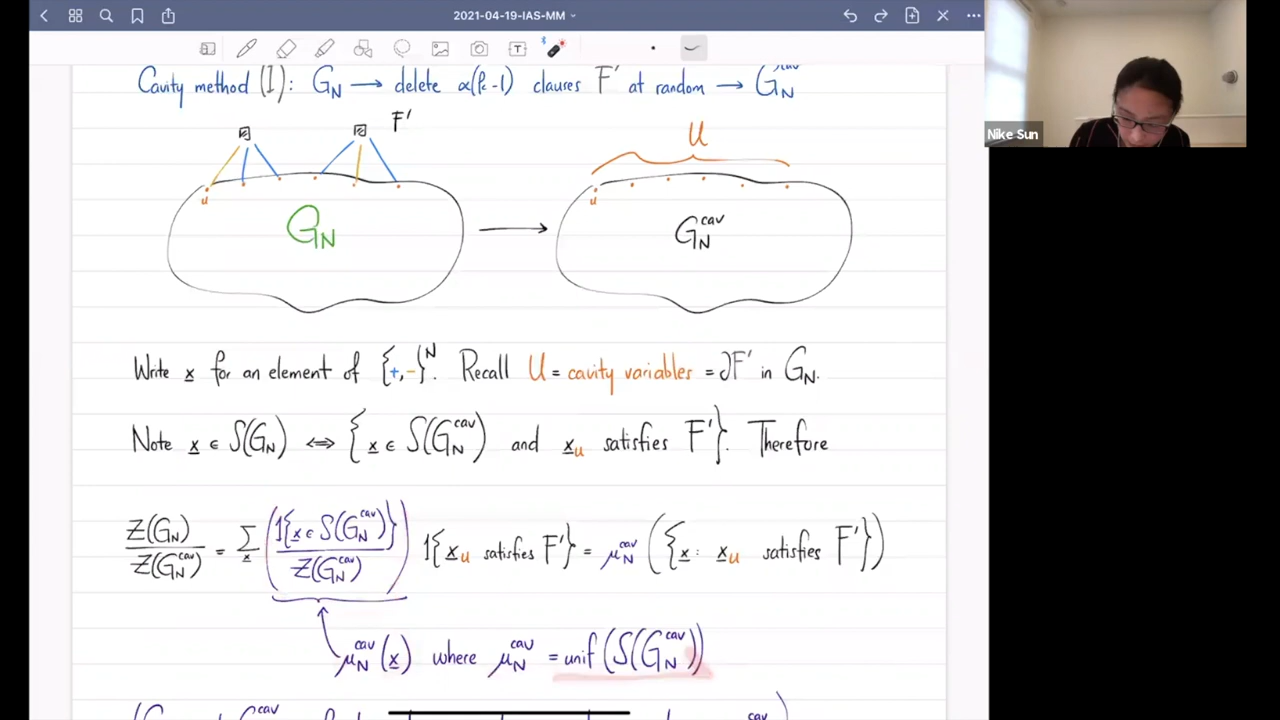 2021-04-19-IAS-MM
Nike Sun
Cavity method (I): G_N → delete α(k-1) clauses F' at random → G_N^cav
F'
U
u
u
G_N
G_N^cav
Write x for an element of {+,-}^N. Recall U = cavity variables = ∂F' in G_N.
Note x ∈ S(G_N) ⇔ {x ∈ S(G_N^cav) and x_u satisfies F'}. Therefore
Z(G_N)/Z(G_N^cav) = Σ_x (1{x ∈ S(G_N^cav)}/Z(G_N^cav)) 1{x_u satisfies F'} = μ_N^cav({x: x_u satisfies F'})
μ_N^cav(x) where μ_N^cav = unif(S(G_N^cav))